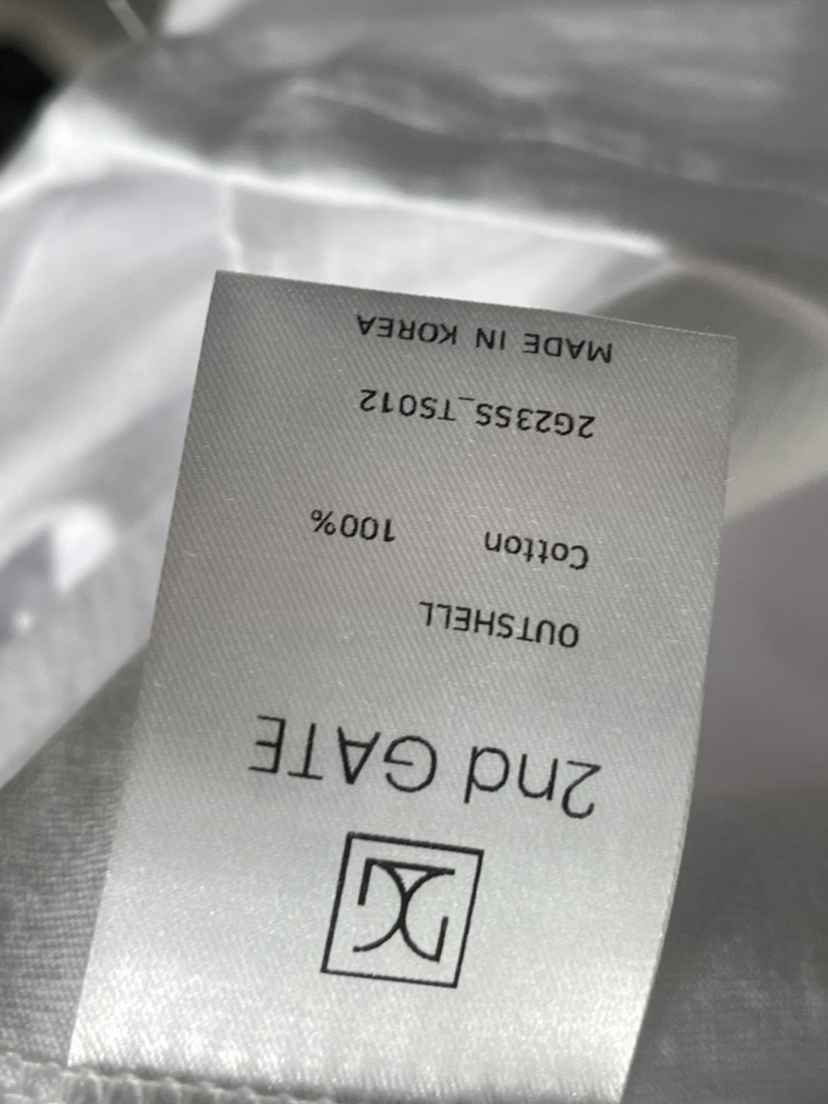 2nd GATE
OUTSHELL
Cotton 100%
2G23SS_TS012
MADE IN KOREA